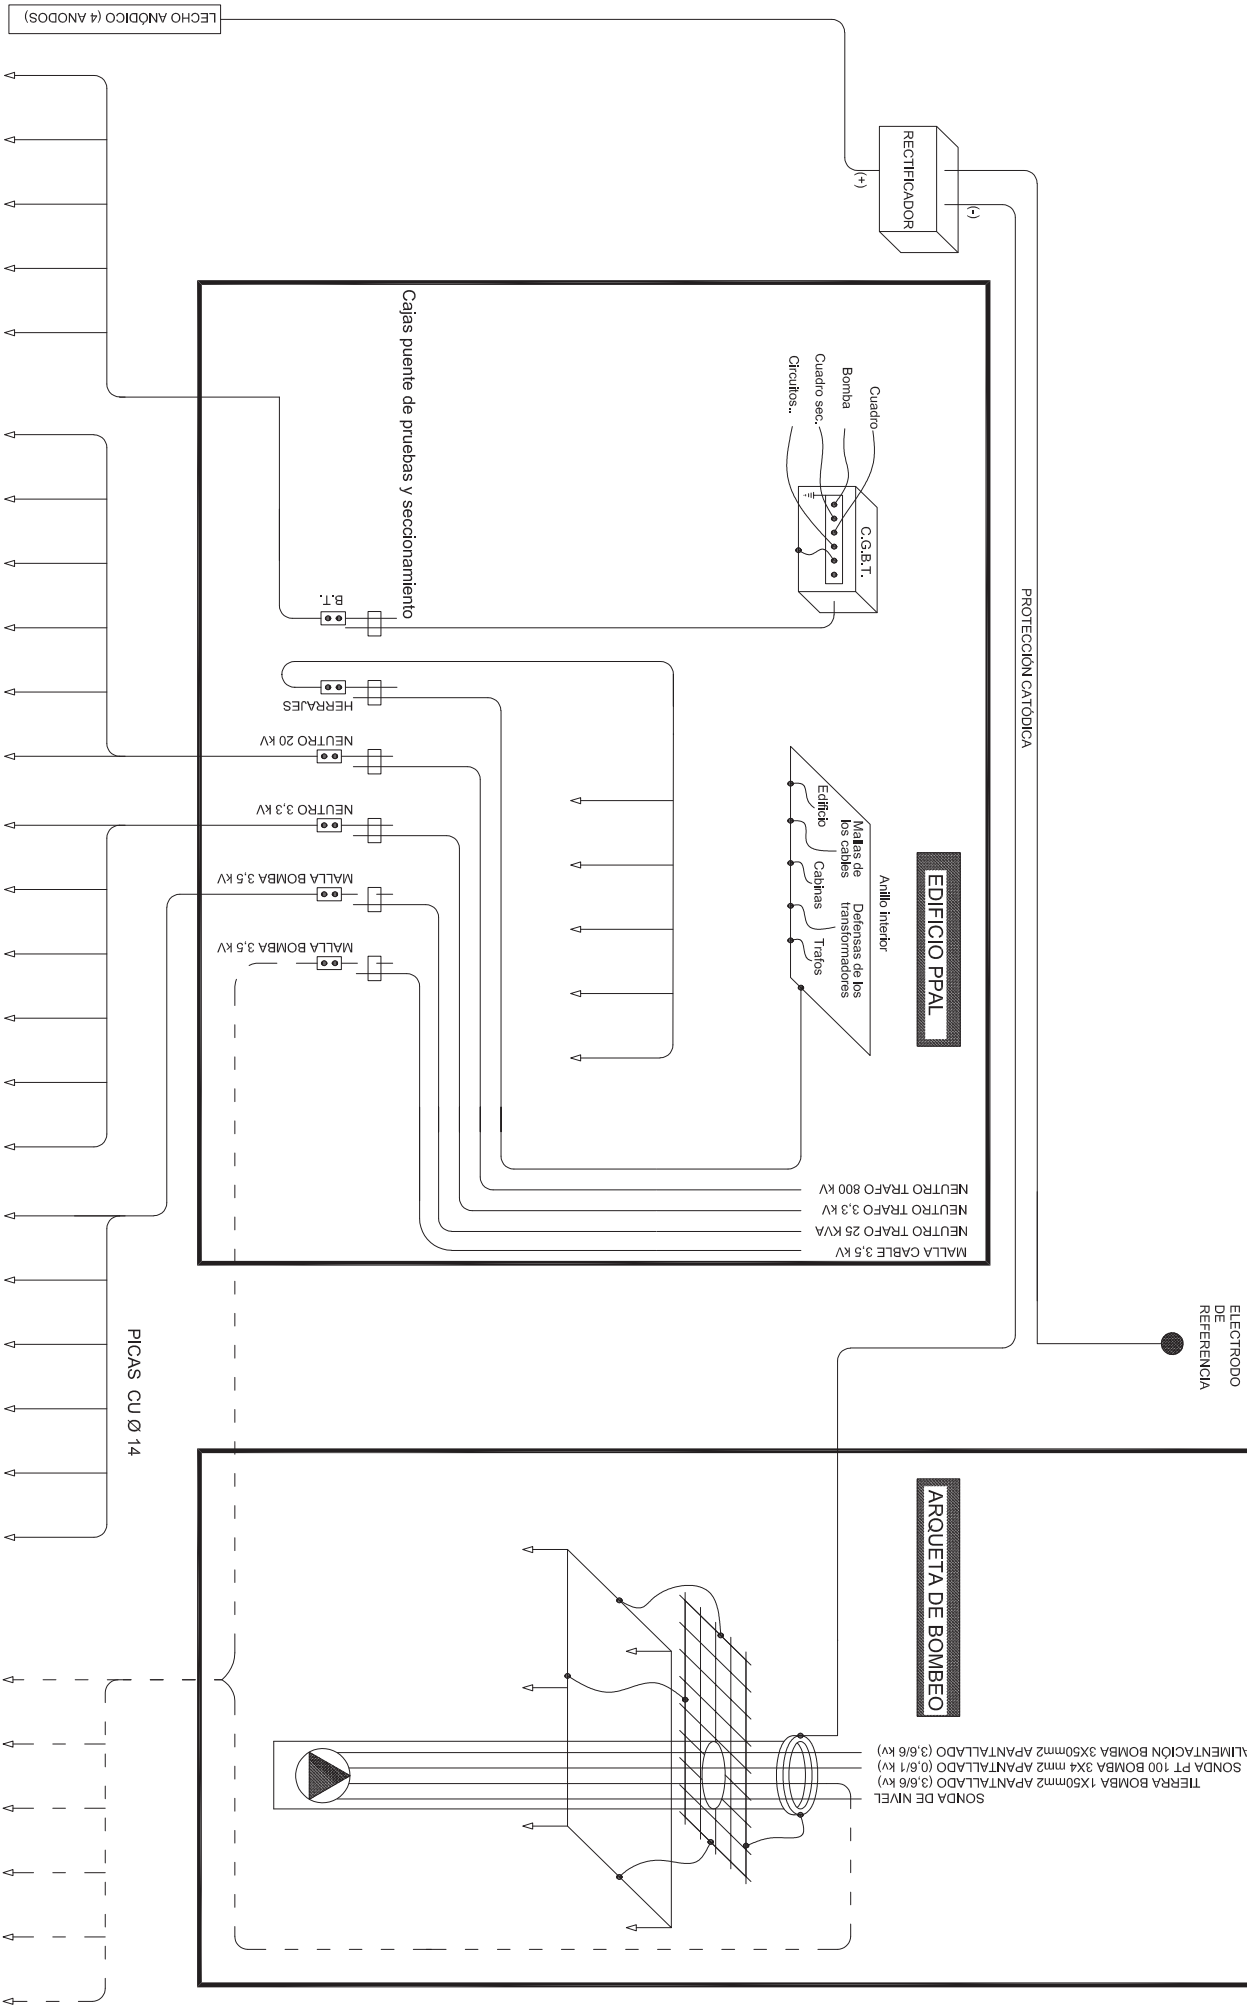 LECHO ANÓDICO (4 ANODOS)
RECTIFICADOR
(+)
(-)
PROTECCIÓN CATÓDICA
ELECTRODO
DE
REFERENCIA
EDIFICIO PPAL
Cajas puente de pruebas y seccionamiento
Cuadro
Bomba
Cuadro sec.
Circuitos..
C.G.B.T.
Anillo interior
Edificio
Mallas de
los cables
Cabinas
Defensas de los
transformadores
Trafos
B.T.
HERRAJES
NEUTRO 20 kV
NEUTRO 3,3 kV
MALLA BOMBA 3,5 kV
MALLA BOMBA 3,5 kV
NEUTRO TRAFO 800 kV
NEUTRO TRAFO 3,3 kV
NEUTRO TRAFO 25 KVA
MALLA CABLE 3,5 kV
PICAS CU Ø 14
ARQUETA DE BOMBEO
ALIMENTACIÓN BOMBA 3X50mm2 APANTALLADO (3,6/6 kv)
SONDA PT 100 BOMBA 3X4 mm2 APANTALLADO (0,6/1 kv)
TIERRA BOMBA 1X50mm2 APANTALLADO (3,6/6 kv)
SONDA DE NIVEL